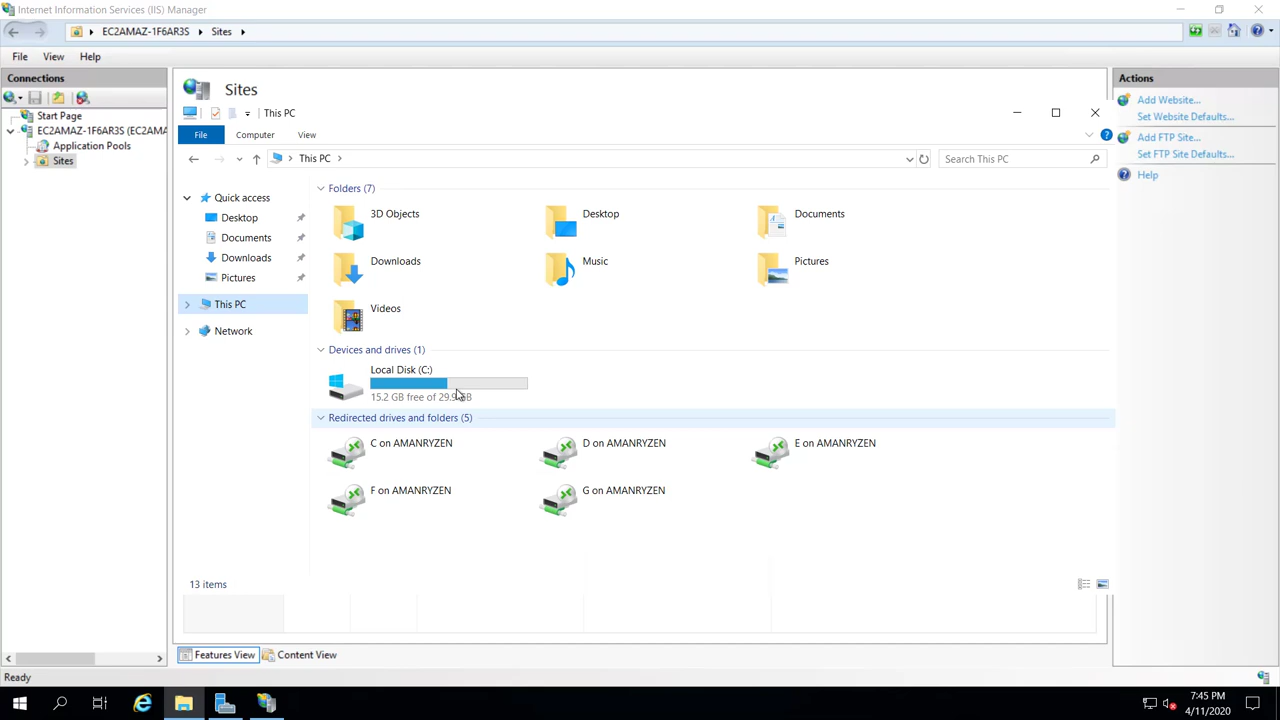 Internet Information Services (IIS) Manager
EC2AMAZ-1F6AR3S
Sites
File
View
Help
Connections
Start Page
EC2AMAZ-1F6AR3S (EC2AMA
Application Pools
Sites
Sites
This PC
File
Computer
View
This PC
Search This PC
Quick access
Desktop
Documents
Downloads
Pictures
This PC
Network
Folders (7)
3D Objects
Desktop
Documents
Downloads
Music
Pictures
Videos
Devices and drives (1)
Local Disk (C:)
15.2 GB free of 29.9 GB
Redirected drives and folders (5)
C on AMANRYZEN
D on AMANRYZEN
E on AMANRYZEN
F on AMANRYZEN
G on AMANRYZEN
13 items
Features View
Content View
Actions
Add Website...
Set Website Defaults...
Add FTP Site...
Set FTP Site Defaults...
Help
Ready
7:45 PM
4/11/2020